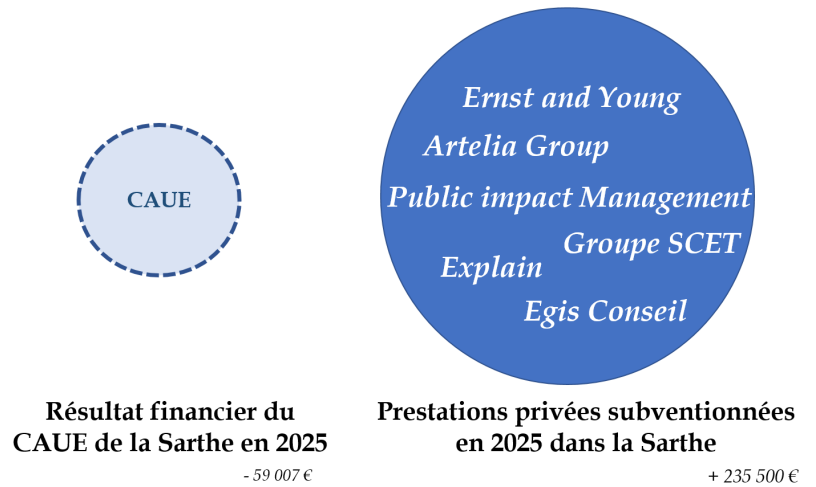 CAUE
Ernst and Young
Artelia Group
Public impact Management
Groupe SCET
Explain
Egis Conseil
Résultat financier du
CAUE de la Sarthe en 2025
- 59 007 €
Prestations privées subventionnées
en 2025 dans la Sarthe
+ 235 500 €